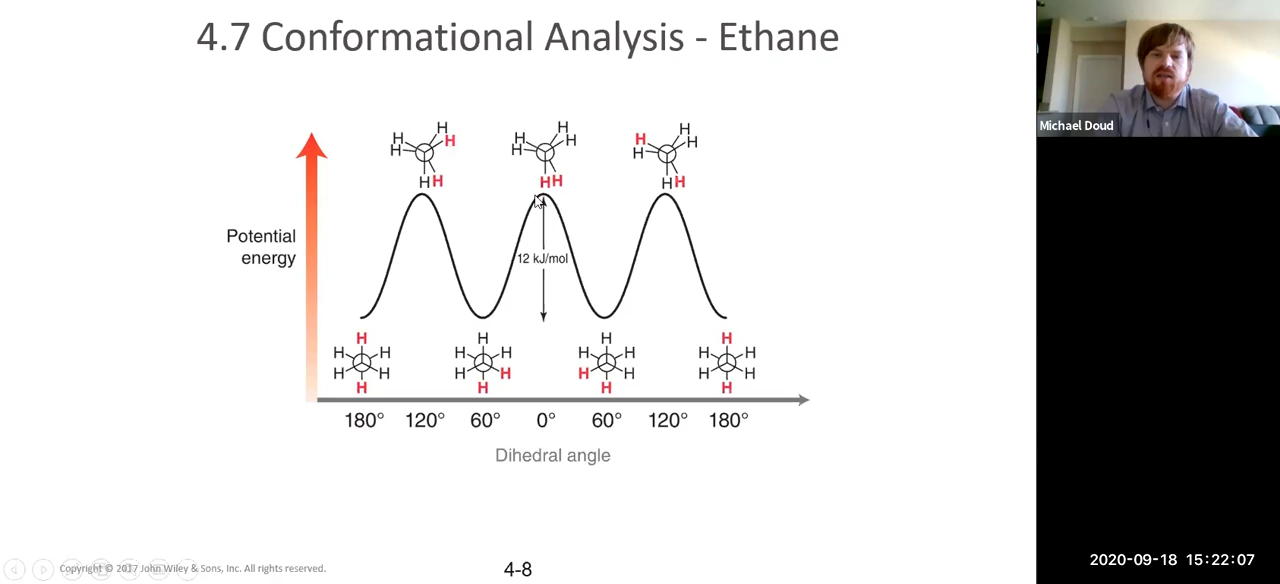 4.7 Conformational Analysis - Ethane
Michael Doud
H H H H H H
H H H H H H
H H H H H H
Potential
energy
12 kJ/mol
H H H H
H H H H H H H H
H H H H H H H H
H H H H
180° 120° 60° 0° 60° 120° 180°
Dihedral angle
Copyright © 2017 John Wiley & Sons, Inc. All rights reserved.
4-8
2020-09-18 15:22:07